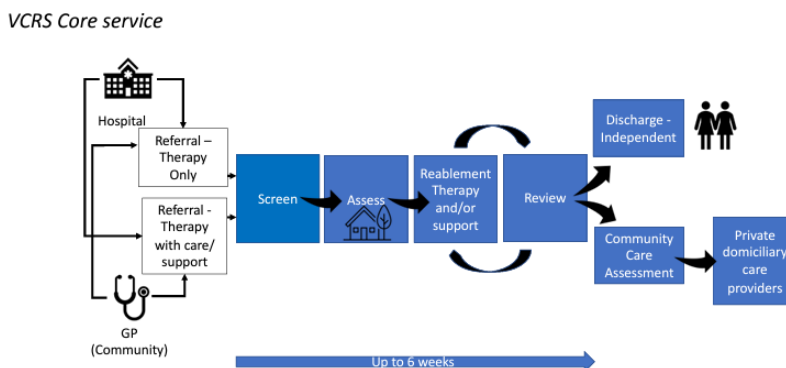 VCRS Core service
Hospital
Referral –
Therapy
Only
Referral -
Therapy
with care/
support
GP
(Community)
Screen
Assess
Reablement
Therapy
and/or
support
Review
Discharge -
Independent
Community
Care
Assessment
Private
domiciliary
care
providers
Up to 6 weeks